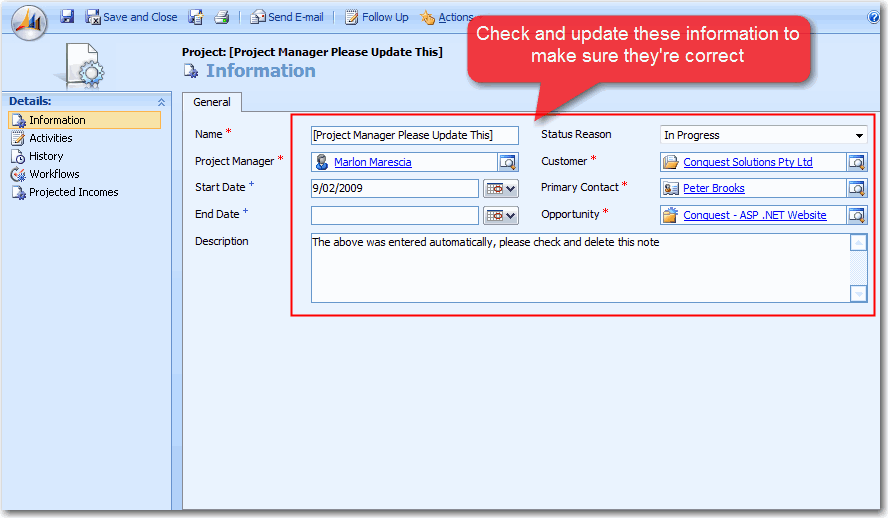 Save and Close
Send E-mail
Follow Up
Actions
Check and update these information to
make sure they're correct
Project: [Project Manager Please Update This]
Information
Details:
Information
Activities
History
Workflows
Projected Incomes
General
Name * [Project Manager Please Update This] Status Reason In Progress
Project Manager * Marlon Marescia Customer * Conquest Solutions Pty Ltd
Start Date + 9/02/2009 Primary Contact * Peter Brooks
End Date + Opportunity * Conquest - ASP .NET Website
Description The above was entered automatically, please check and delete this note